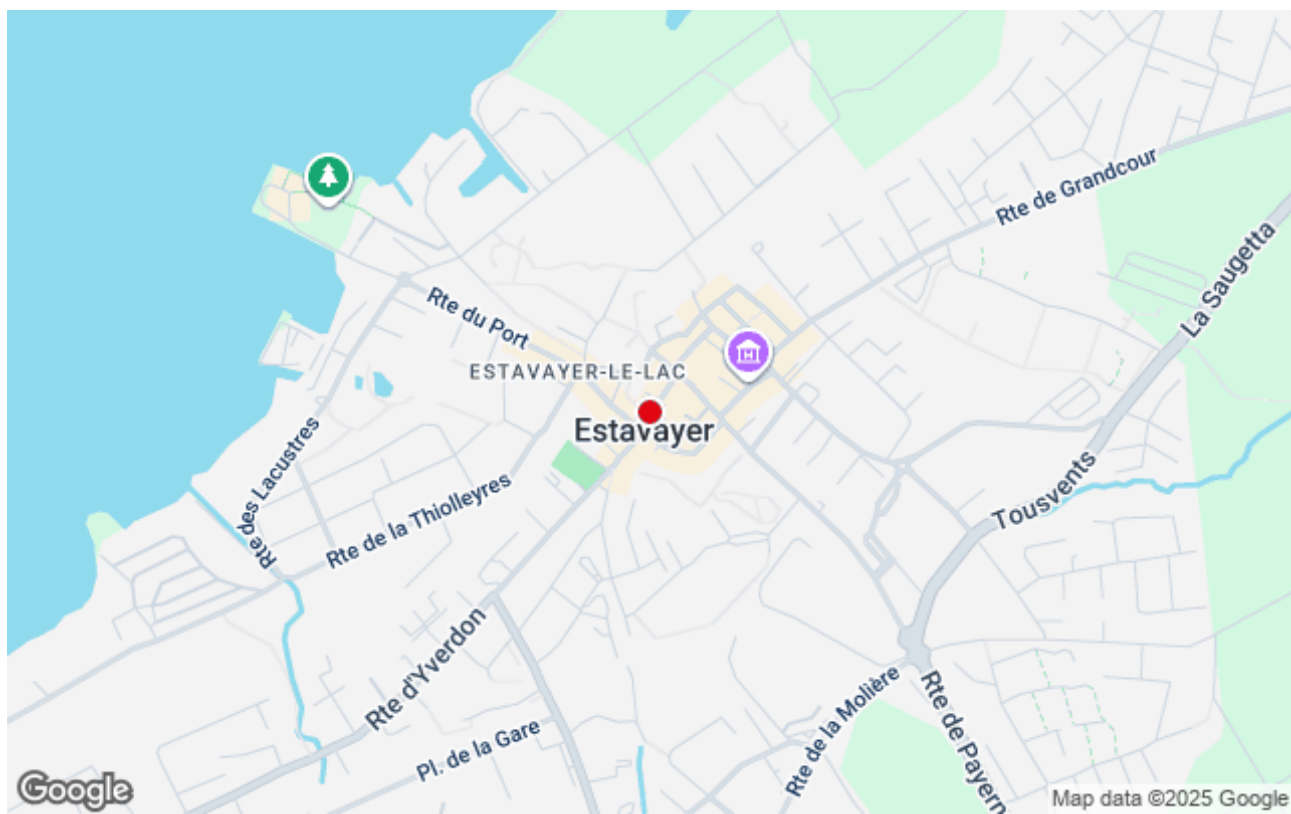 Rte de Grandcour
La Saugetta
Rte du Port
ESTAVAYER-LE-LAC
Estavayer
Rte des Lacustres
Rte de la Thiolleyres
Tousvents
Rte d'Yverdon
Rte de la Molière
Rte de Payern
Pl. de la Gare
Google
Map data ©2025 Google